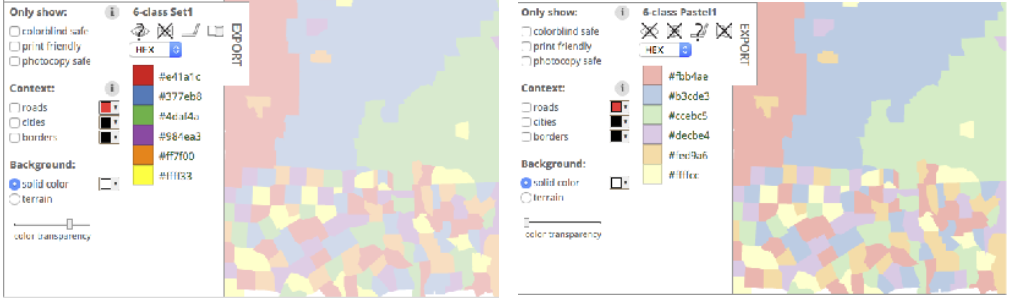 Only show: i 6-class Set1
colorblind safe
print friendly HEX EXPORT
photocopy safe
#e41a1c
Context: i #377eb8
roads #4daf4a
cities #984ea3
borders #ff7f00
Background: #ffff33
solid color
terrain
color transparency
Only show: i 6-class Pastel1
colorblind safe
print friendly HEX EXPORT
photocopy safe
#fbb4ae
Context: i #b3cde3
roads #ccebc5
cities #decbe4
borders #fed9a6
Background: #ffffcc
solid color
terrain
color transparency